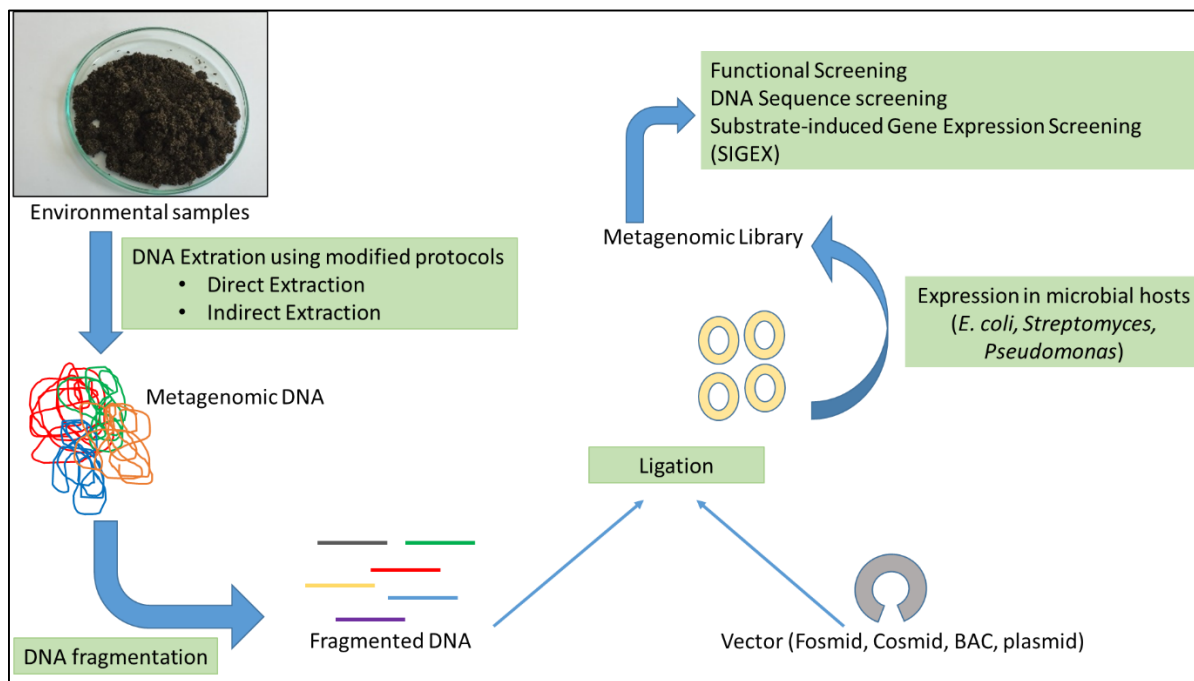 Environmental samples
DNA Extration using modified protocols
• Direct Extraction
• Indirect Extraction
Metagenomic DNA
DNA fragmentation
Fragmented DNA
Vector (Fosmid, Cosmid, BAC, plasmid)
Ligation
Expression in microbial hosts
(E. coli, Streptomyces,
Pseudomonas)
Metagenomic Library
Functional Screening
DNA Sequence screening
Substrate-induced Gene Expression Screening
(SIGEX)